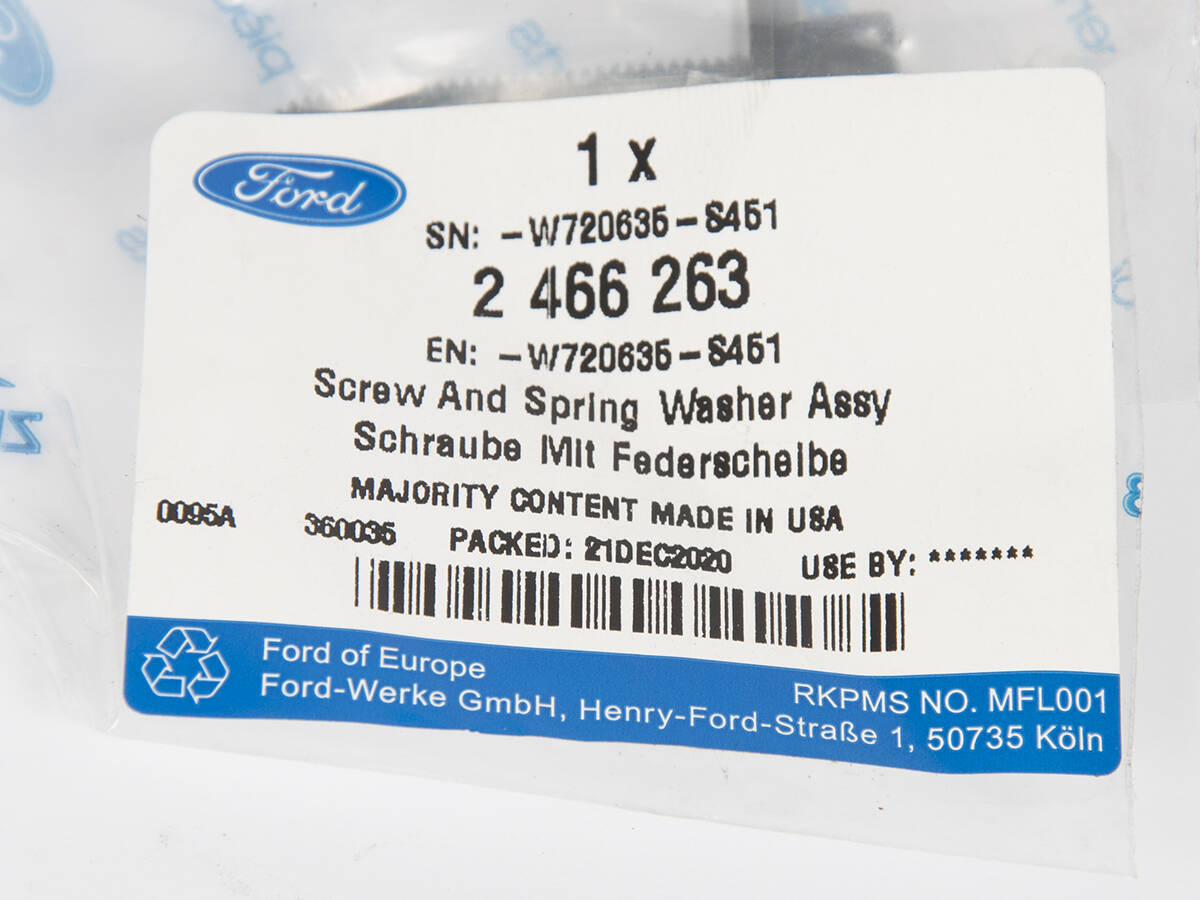 Ford
1 x
SN: -W720635-S451
2 466 263
EN: -W720635-S451
Screw And Spring Washer Assy
Schraube Mit Federscheibe
MAJORITY CONTENT MADE IN USA
0095A 360035 PACKED: 21DEC2020 USE BY: *******
Ford of Europe
RKPMS NO. MFL001
Ford-Werke GmbH, Henry-Ford-Straße 1, 50735 Köln